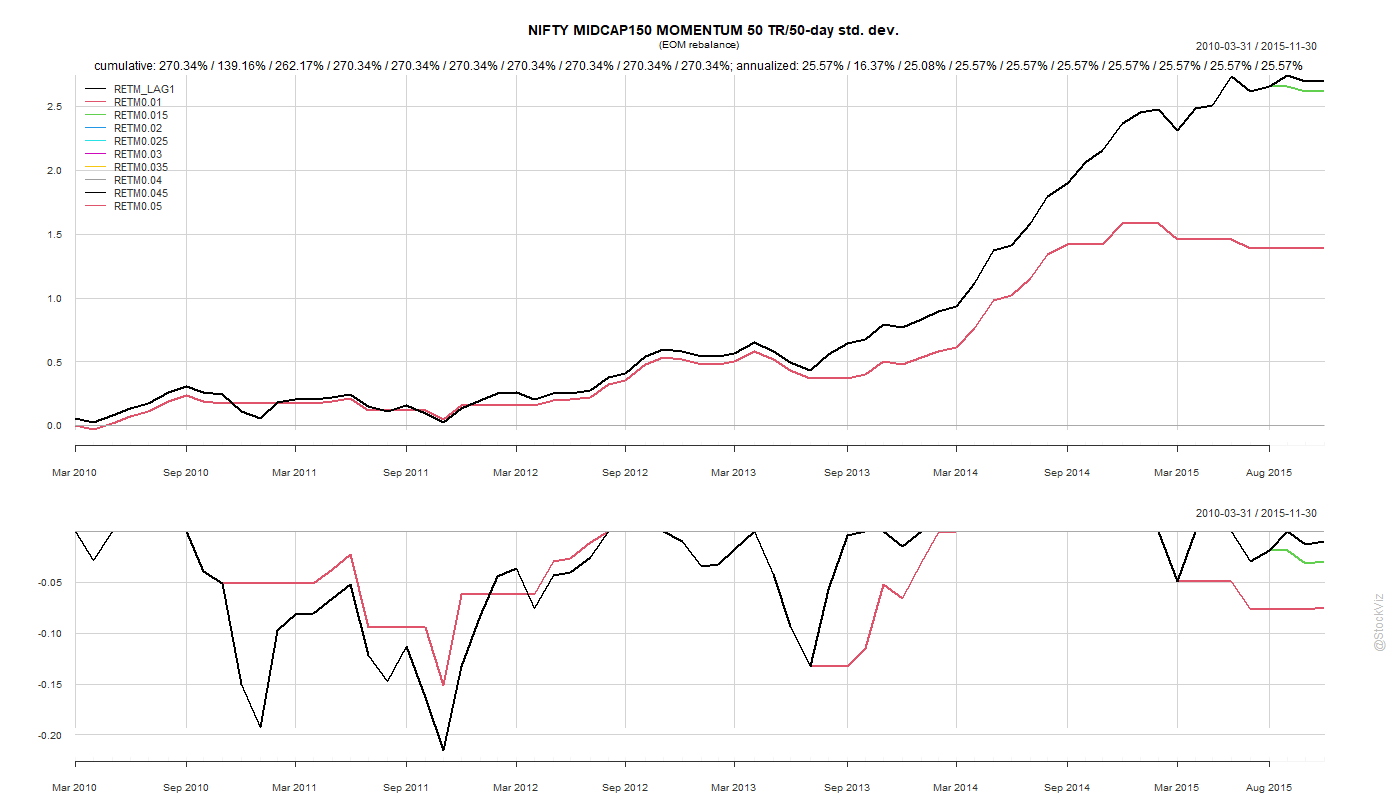 NIFTY MIDCAP150 MOMENTUM 50 TR/50-day std. dev.
(EOM rebalance)
2010-03-31 / 2015-11-30
cumulative: 270.34% / 139.16% / 262.17% / 270.34% / 270.34% / 270.34% / 270.34% / 270.34% / 270.34% / 270.34%; annualized: 25.57% / 16.37% / 25.08% / 25.57% / 25.57% / 25.57% / 25.57% / 25.57% / 25.57% / 25.57%
RETM_LAG1
RETM0.01
RETM0.015
RETM0.02
RETM0.025
RETM0.03
RETM0.035
RETM0.04
RETM0.045
RETM0.05
2.5
2.0
1.5
1.0
0.5
0.0
Mar 2010 Sep 2010 Mar 2011 Sep 2011 Mar 2012 Sep 2012 Mar 2013 Sep 2013 Mar 2014 Sep 2014 Mar 2015 Aug 2015
2010-03-31 / 2015-11-30
-0.05
-0.10
-0.15
-0.20
Mar 2010 Sep 2010 Mar 2011 Sep 2011 Mar 2012 Sep 2012 Mar 2013 Sep 2013 Mar 2014 Sep 2014 Mar 2015 Aug 2015
@StockViz